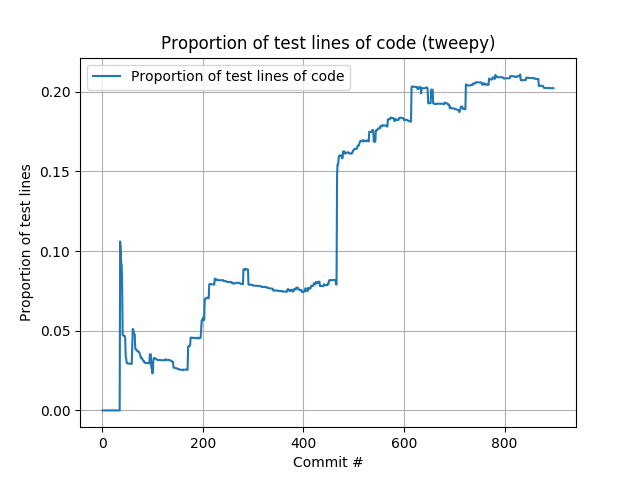 Proportion of test lines of code (tweepy)
Proportion of test lines of code
0.20
0.15
0.10
0.05
0.00
Proportion of test lines
0 200 400 600 800
Commit #